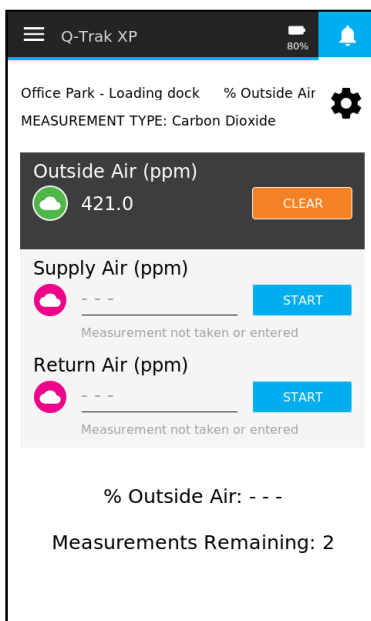 Q-Trak XP
80%
Office Park - Loading dock % Outside Air
MEASUREMENT TYPE: Carbon Dioxide
Outside Air (ppm)
421.0 CLEAR
Supply Air (ppm)
- - - START
Measurement not taken or entered
Return Air (ppm)
- - - START
Measurement not taken or entered
% Outside Air: - - -
Measurements Remaining: 2